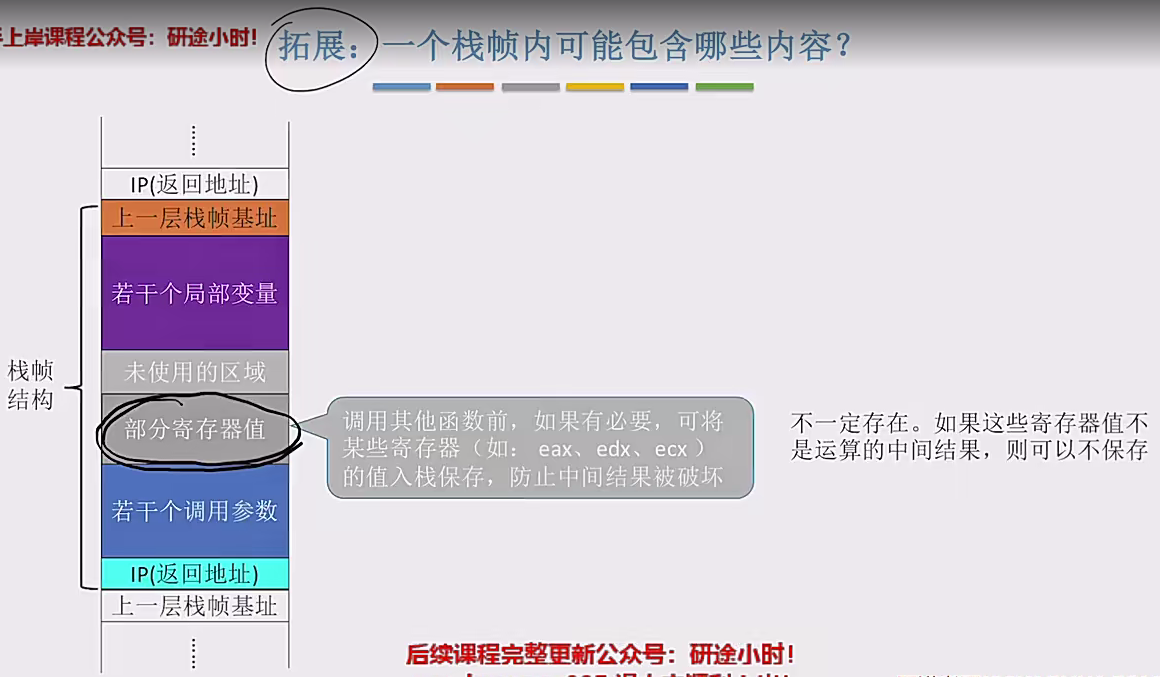 上岸课程公众号：研途小时！
拓展：一个栈帧内可能包含哪些内容？
IP(返回地址)
上一层栈帧基址
若干个局部变量
未使用的区域
部分寄存器值
若干个调用参数
IP(返回地址)
上一层栈帧基址
栈帧
结构
调用其他函数前，如果有必要，可将
某些寄存器（如：eax、edx、ecx）
的值入栈保存，防止中间结果被破坏
不一定存在。如果这些寄存器值不
是运算的中间结果，则可以不保存
后续课程完整更新公众号：研途小时！